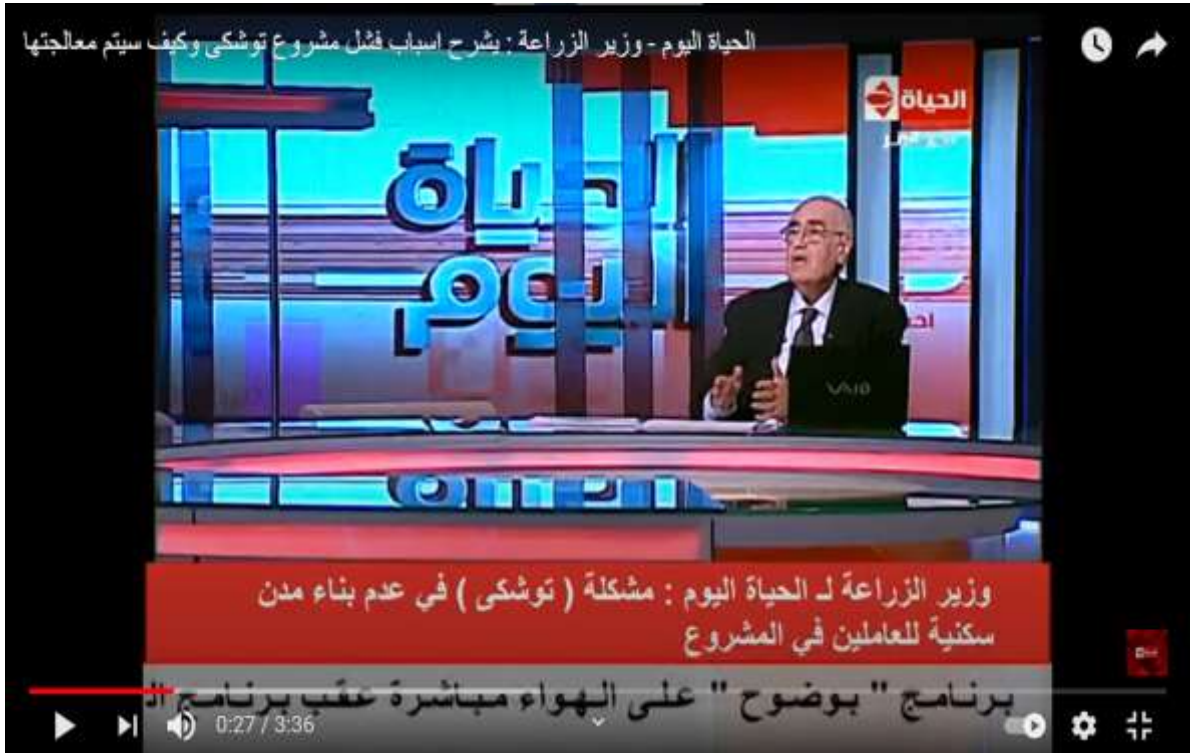 الحياة اليوم - وزير الزراعة : يشرح اسباب فشل مشروع توشكى وكيف سيتم معالجتها
الحياة
الحياة
اليوم
احمد
VAIO
وزير الزراعة لـ الحياة اليوم : مشكلة ( توشكى ) في عدم بناء مدن
سكنية للعاملين في المشروع
برنامج " بوضوح " على الهواء مباشرة عقب برنامج
0:27 / 3:36